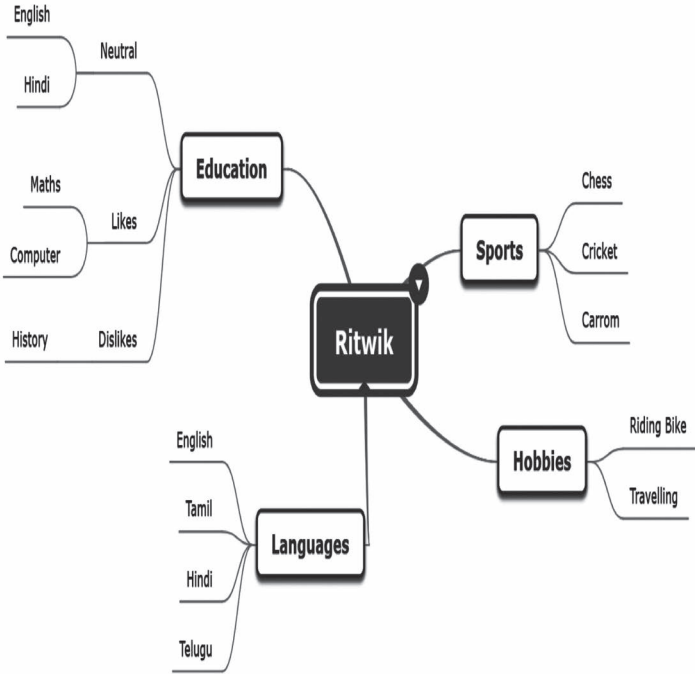 English
Neutral
Hindi
Education
Maths
Likes
Computer
History
Dislikes
Ritwik
Sports
Chess
Cricket
Carrom
Hobbies
Riding Bike
Travelling
Languages
English
Tamil
Hindi
Telugu